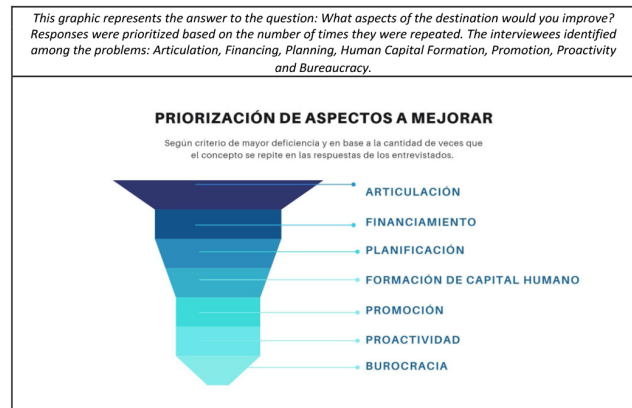 This graphic represents the answer to the question: What aspects of the destination would you improve?
Responses were prioritized based on the number of times they were repeated. The interviewees identified
among the problems: Articulation, Financing, Planning, Human Capital Formation, Promotion, Proactivity
and Bureaucracy.
PRIORIZACIÓN DE ASPECTOS A MEJORAR
Según criterio de mayor deficiencia y en base a la cantidad de veces que
el concepto se repite en las respuestas de los entrevistados.
ARTICULACIÓN
FINANCIAMIENTO
PLANIFICACIÓN
FORMACIÓN DE CAPITAL HUMANO
PROMOCIÓN
PROACTIVIDAD
BUROCRACIA